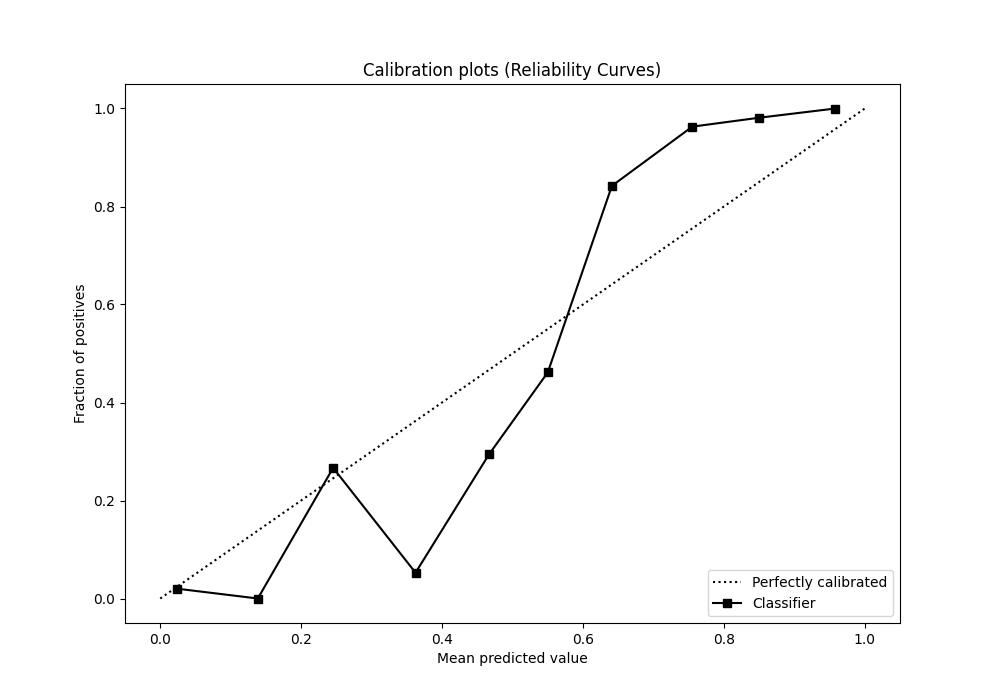 Calibration plots (Reliability Curves)
1.0
0.8
0.6
0.4
0.2
0.0
Fraction of positives
0.0 0.2 0.4 0.6 0.8 1.0
Mean predicted value
Perfectly calibrated
Classifier